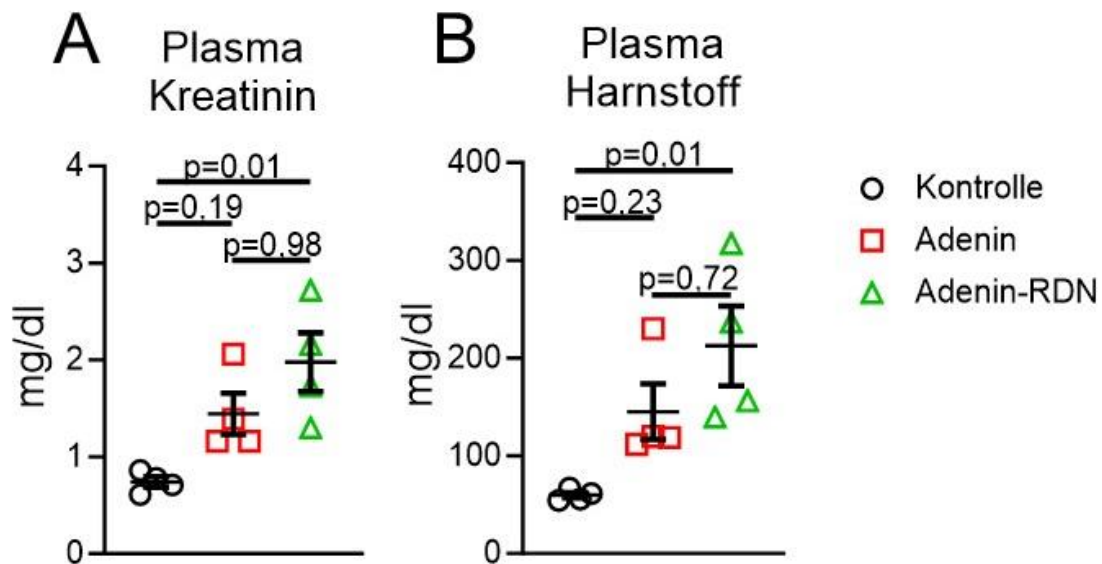 A
Plasma
Kreatinin
mg/dl
4
3
2
1
0
p=0,01
p=0,19
p=0,98
B
Plasma
Harnstoff
mg/dl
400
300
200
100
0
p=0,01
p=0,23
p=0,72
Kontrolle
Adenin
Adenin-RDN